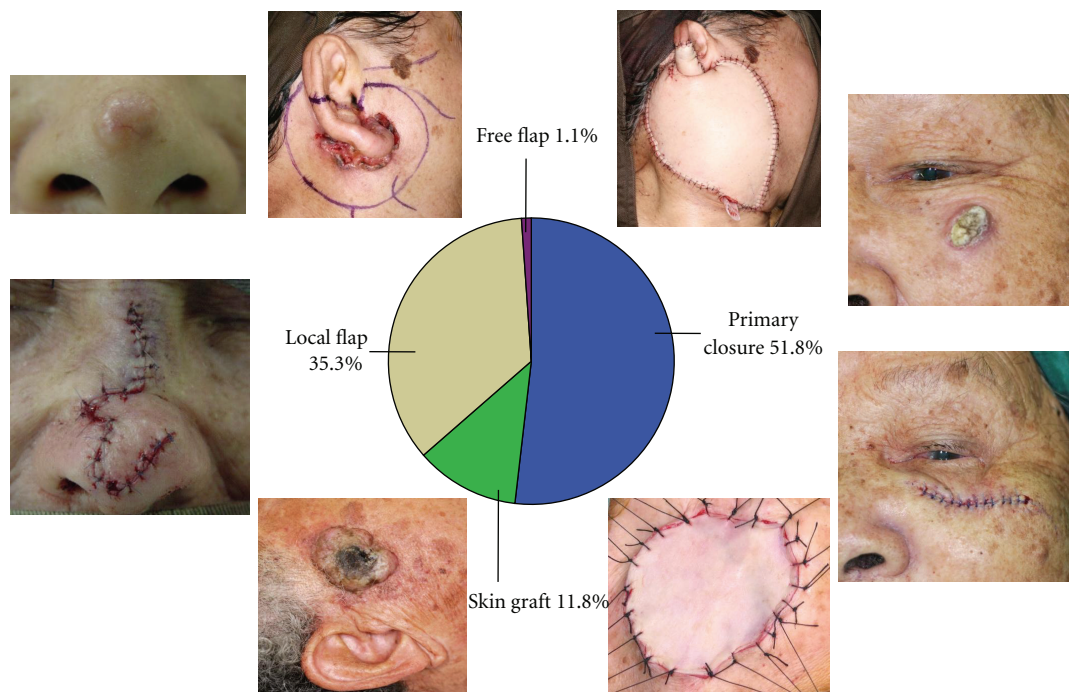 Free flap 1.1%
Primary
closure 51.8%
Local flap
35.3%
Skin graft 11.8%